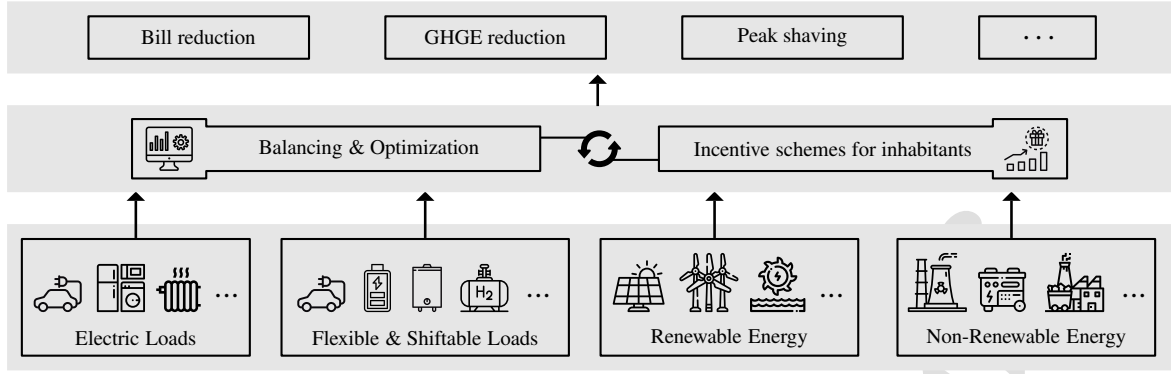 Bill reduction
GHGE reduction
Peak shaving
...
Balancing & Optimization
Incentive schemes for inhabitants
...
...
...
...
H2
Electric Loads
Flexible & Shiftable Loads
Renewable Energy
Non-Renewable Energy